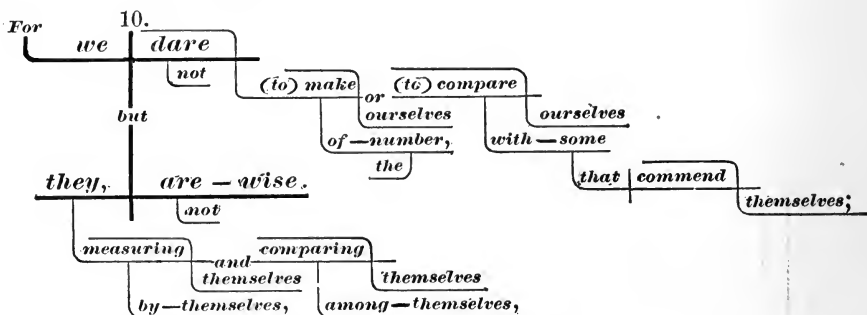 10.
For we dare
not
(to) make or (to) compare
ourselves ourselves
but
of—number, with—some
the
that commend
they, are—wise.
not
themselves;
measuring and comparing
themselves themselves
by—themselves, among—themselves,